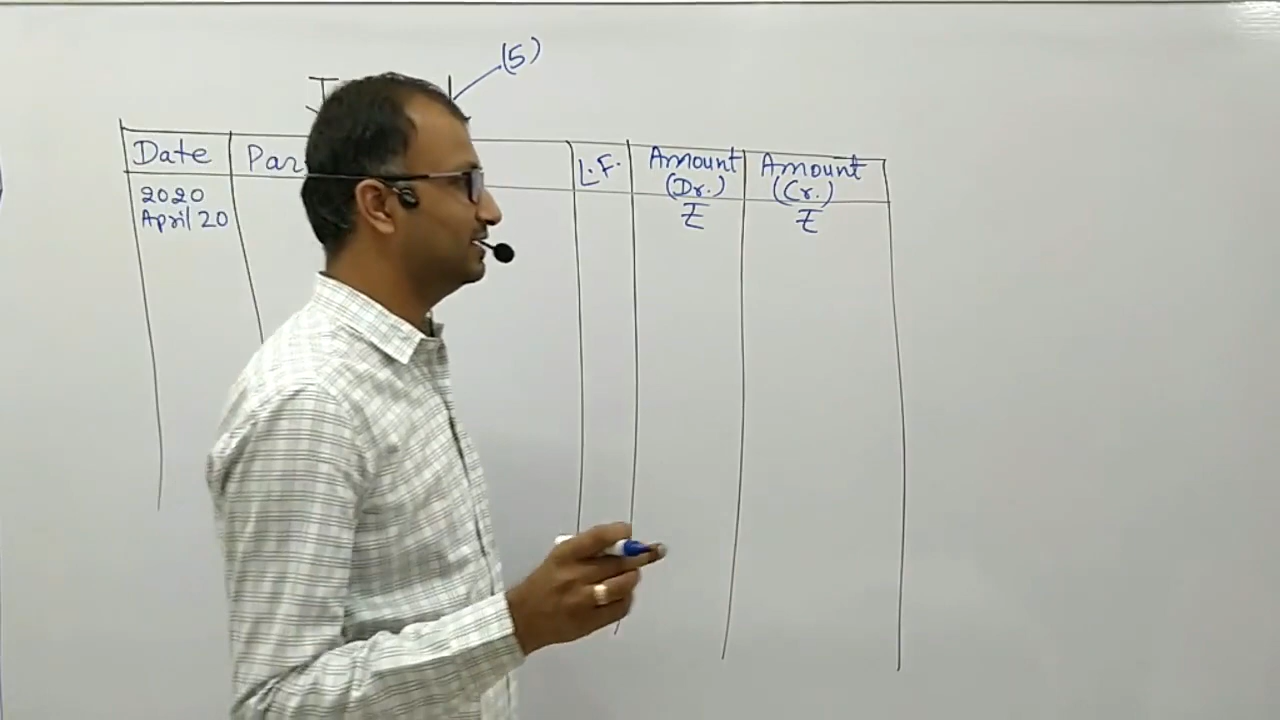 (5)
Date Par L.F. Amount (Dr.) ₹ Amount (Cr.) ₹
2020
April 20